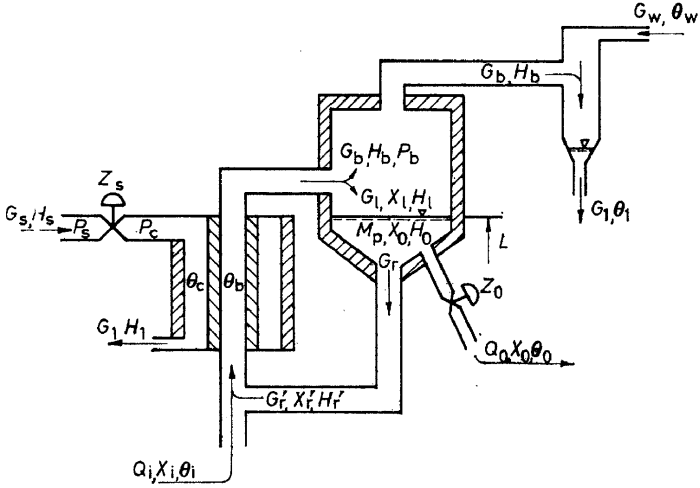 G_w, θ_w
G_b, H_b
G_b, H_b, P_b
Z_s
G_l, X_l, H_l
G_s, H_s
P_s
P_c
M_p, X_0, H_0
L
G_1, θ_1
G_r
θ_c
θ_b
Z_0
G_1 H_1
Q_0, X_0, θ_0
G_r', X_r', H_r'
Q_i, X_i, θ_i